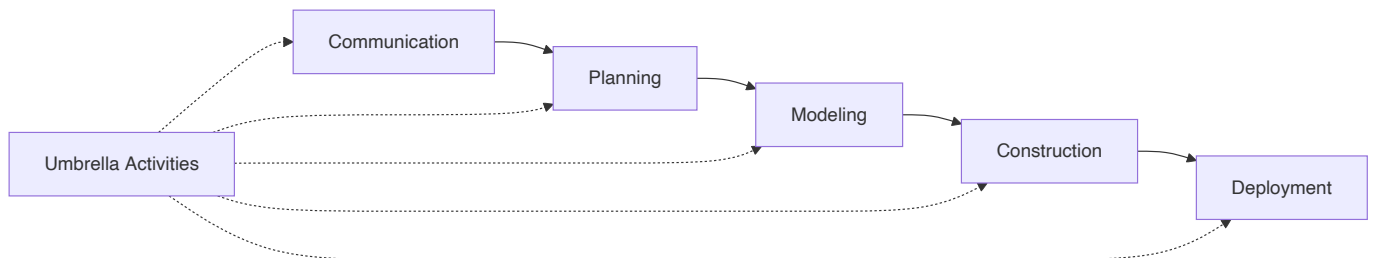 Communication
Planning
Modeling
Construction
Umbrella Activities
Deployment